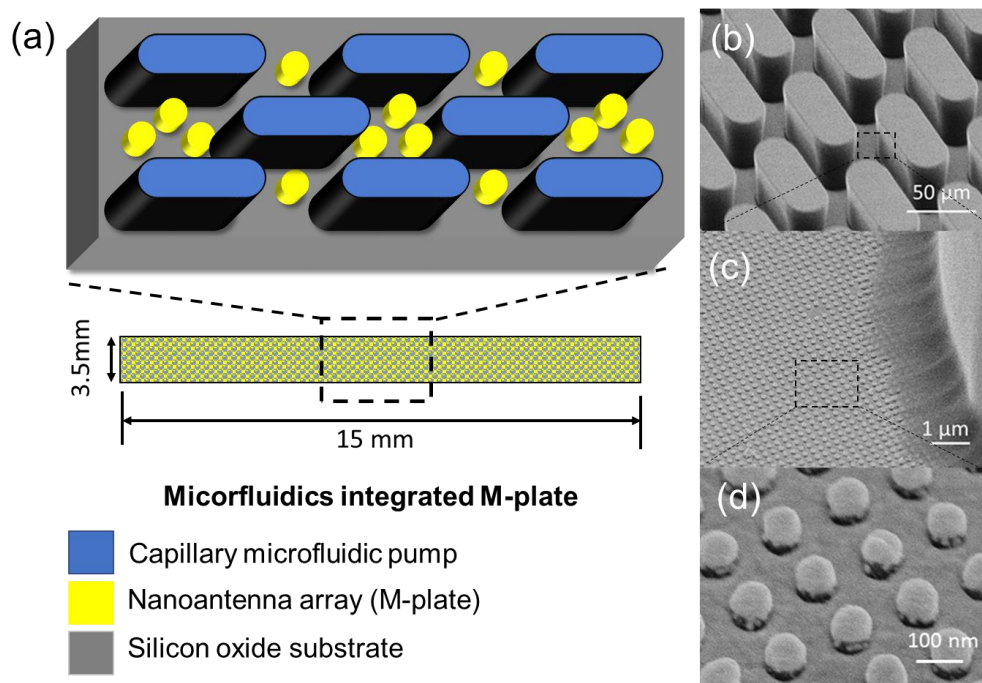 (a)
3.5mm
15 mm
Micorfluidics integrated M-plate
Capillary microfluidic pump
Nanoantenna array (M-plate)
Silicon oxide substrate
(b)
50 µm
(c)
1 µm
(d)
100 nm